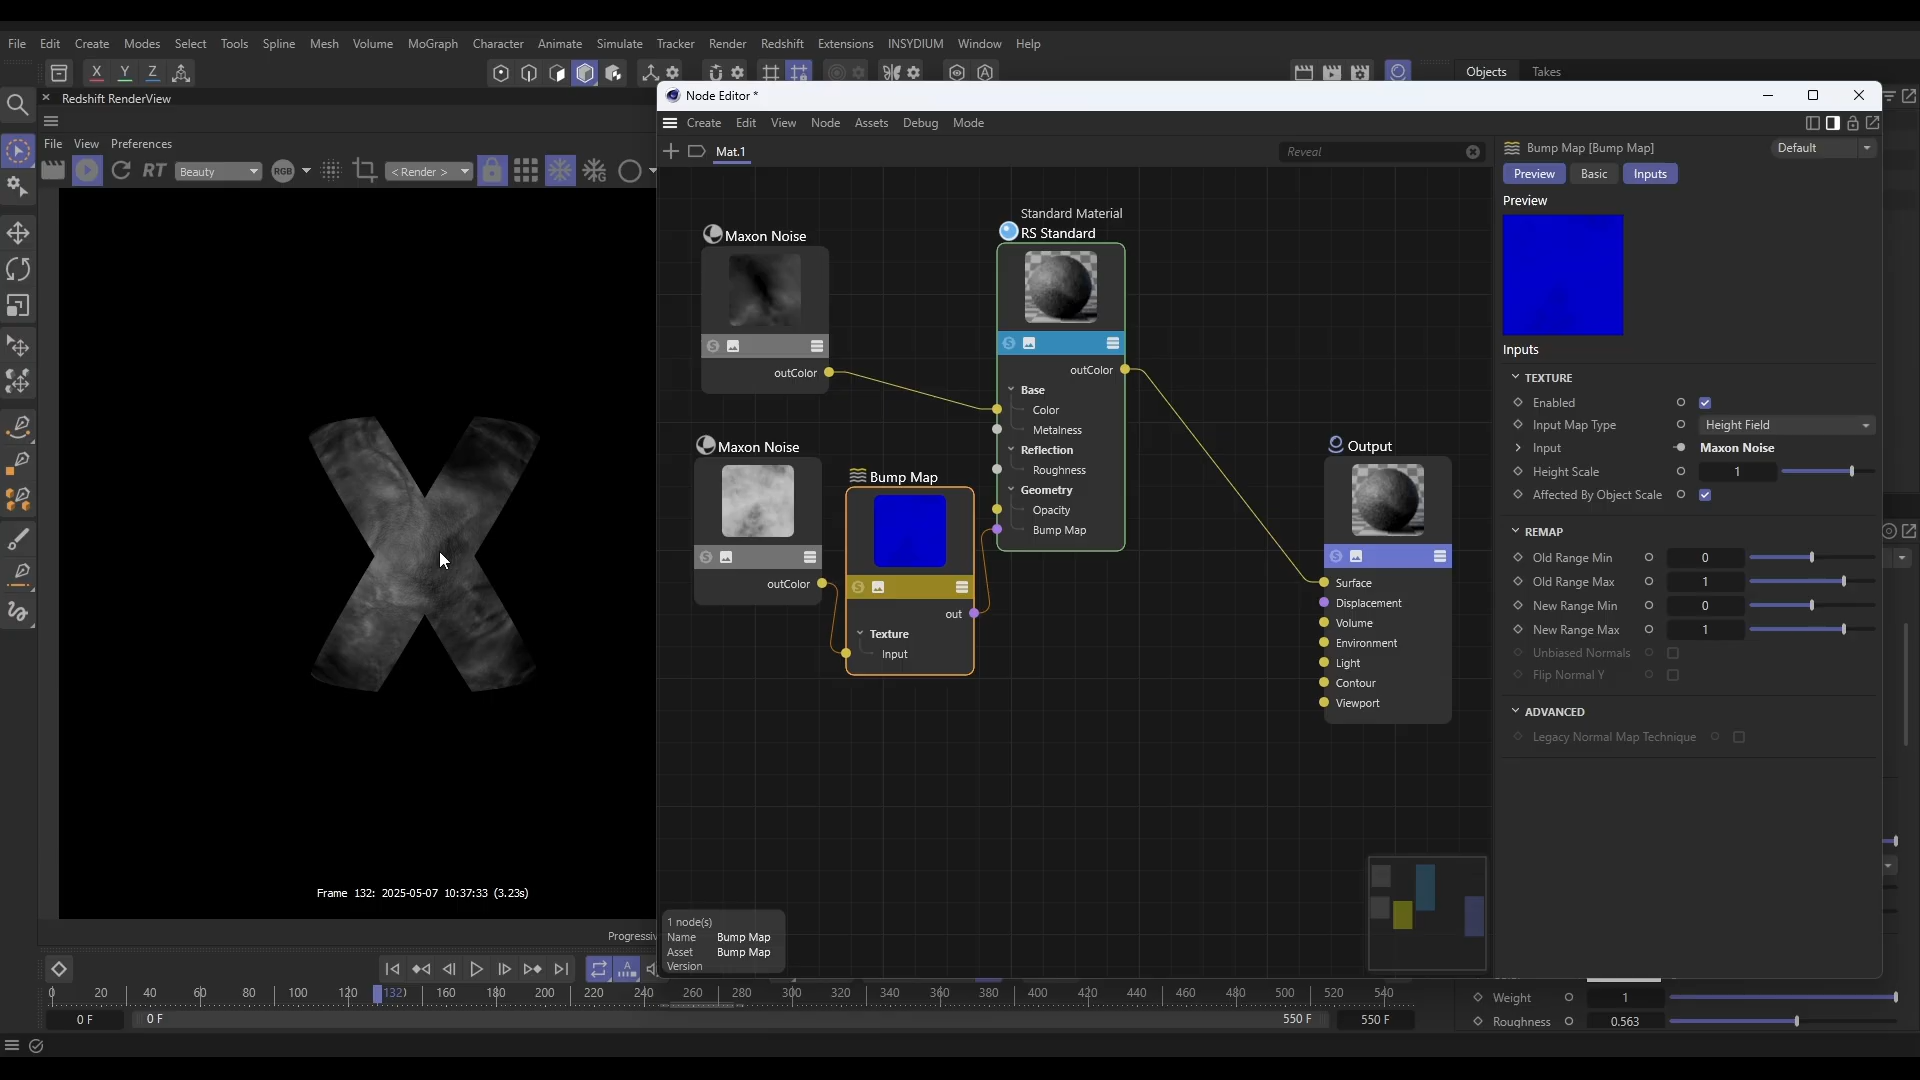 File Edit Create Modes Select Tools Spline Mesh Volume MoGraph Character Animate Simulate Tracker Render Redshift Extensions INSYDIUM Window Help
X Y Z
Objects Takes
Redshift RenderView
File View Preferences
RT Beauty RGB < Render >
Frame 132: 2025-05-07 10:37:33 (3.23s)
Node Editor *
Create Edit View Node Assets Debug Mode
Mat.1
Reveal
Maxon Noise
outColor
Maxon Noise
outColor
Bump Map
out
Texture
Input
Standard Material
RS Standard
outColor
Base
Color
Metalness
Reflection
Roughness
Geometry
Opacity
Bump Map
Output
Surface
Displacement
Volume
Environment
Light
Contour
Viewport
1 node(s)
Name Bump Map
Asset Bump Map
Version
Bump Map [Bump Map] Default
Preview Basic Inputs
Preview
Inputs
TEXTURE
Enabled
Input Map Type Height Field
Input Maxon Noise
Height Scale 1
Affected By Object Scale
REMAP
Old Range Min 0
Old Range Max 1
New Range Min 0
New Range Max 1
Unbiased Normals
Flip Normal Y
ADVANCED
Legacy Normal Map Technique
0 20 40 60 80 100 120 132 160 180 200 220 240 260 280 300 320 340 360 380 400 420 440 460 480 500 520 540
0 F 0 F 550 F 550 F
Weight 1
Roughness 0.563